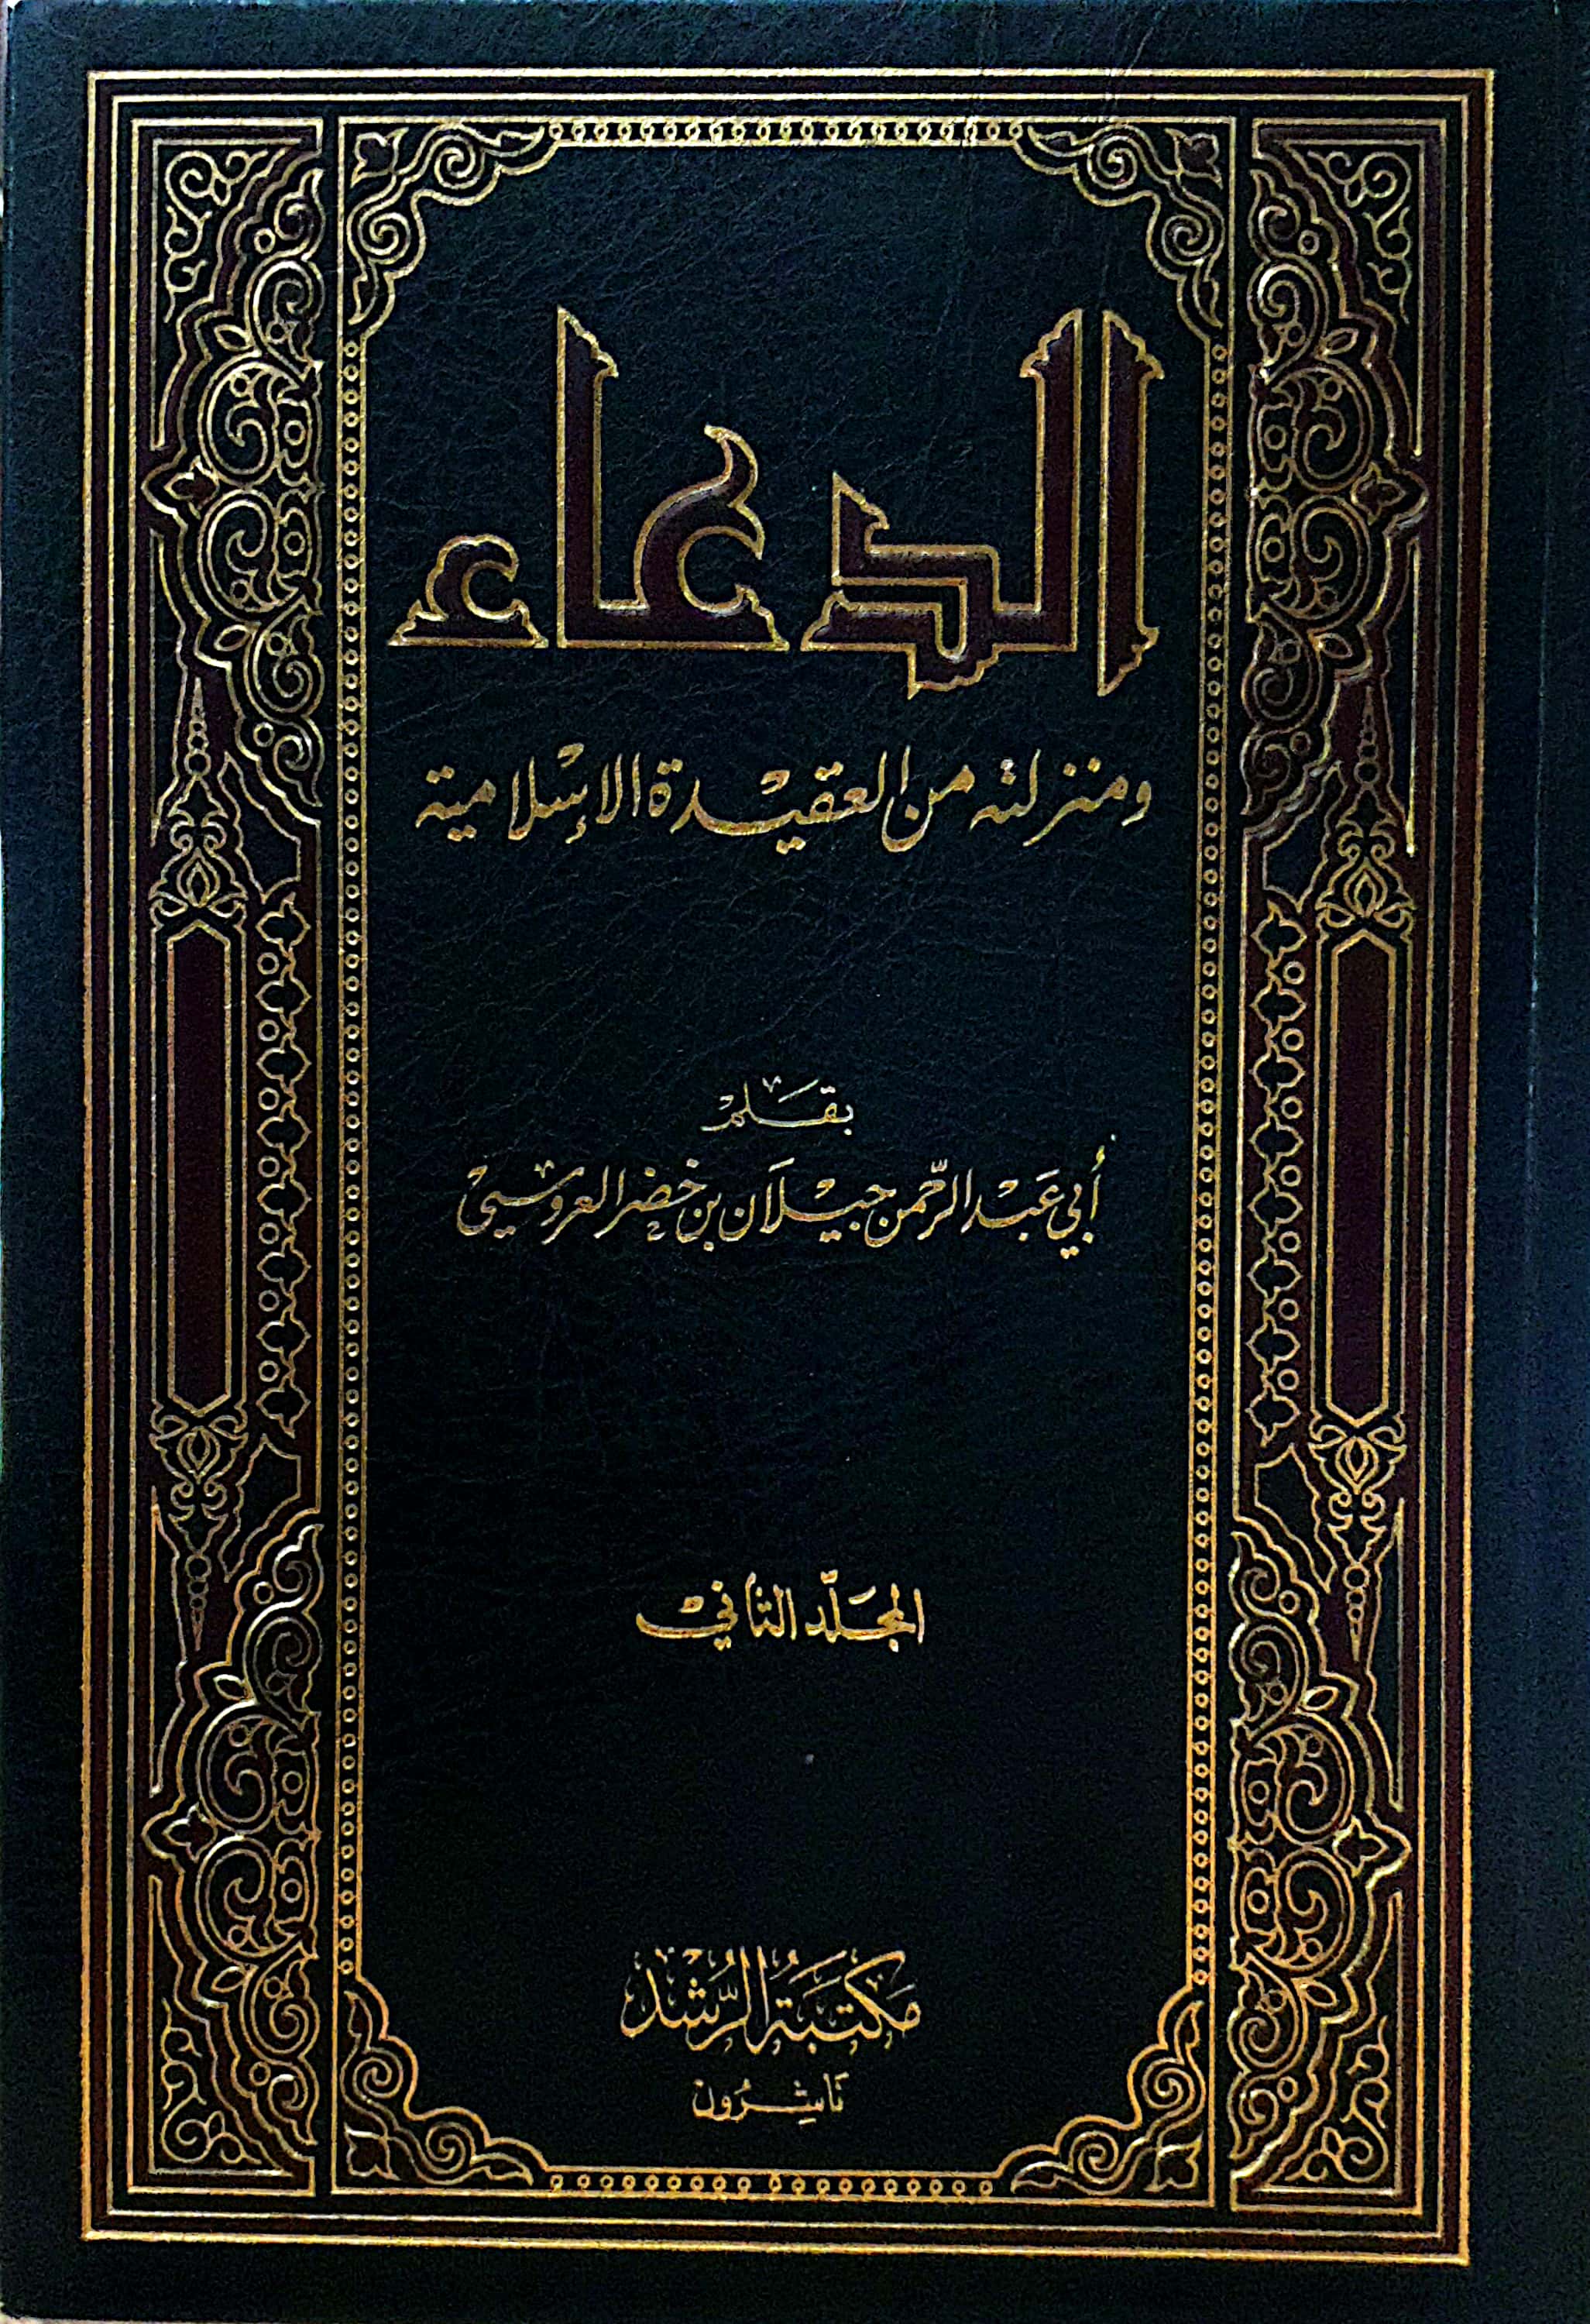 الدعاء
ومنزلته من العقيدة الإسلامية
بقلم
أبي عبد الرحمن جيلان بن خضر العروسي
المجلد الثاني
مكتبة الرشد
ناشرون